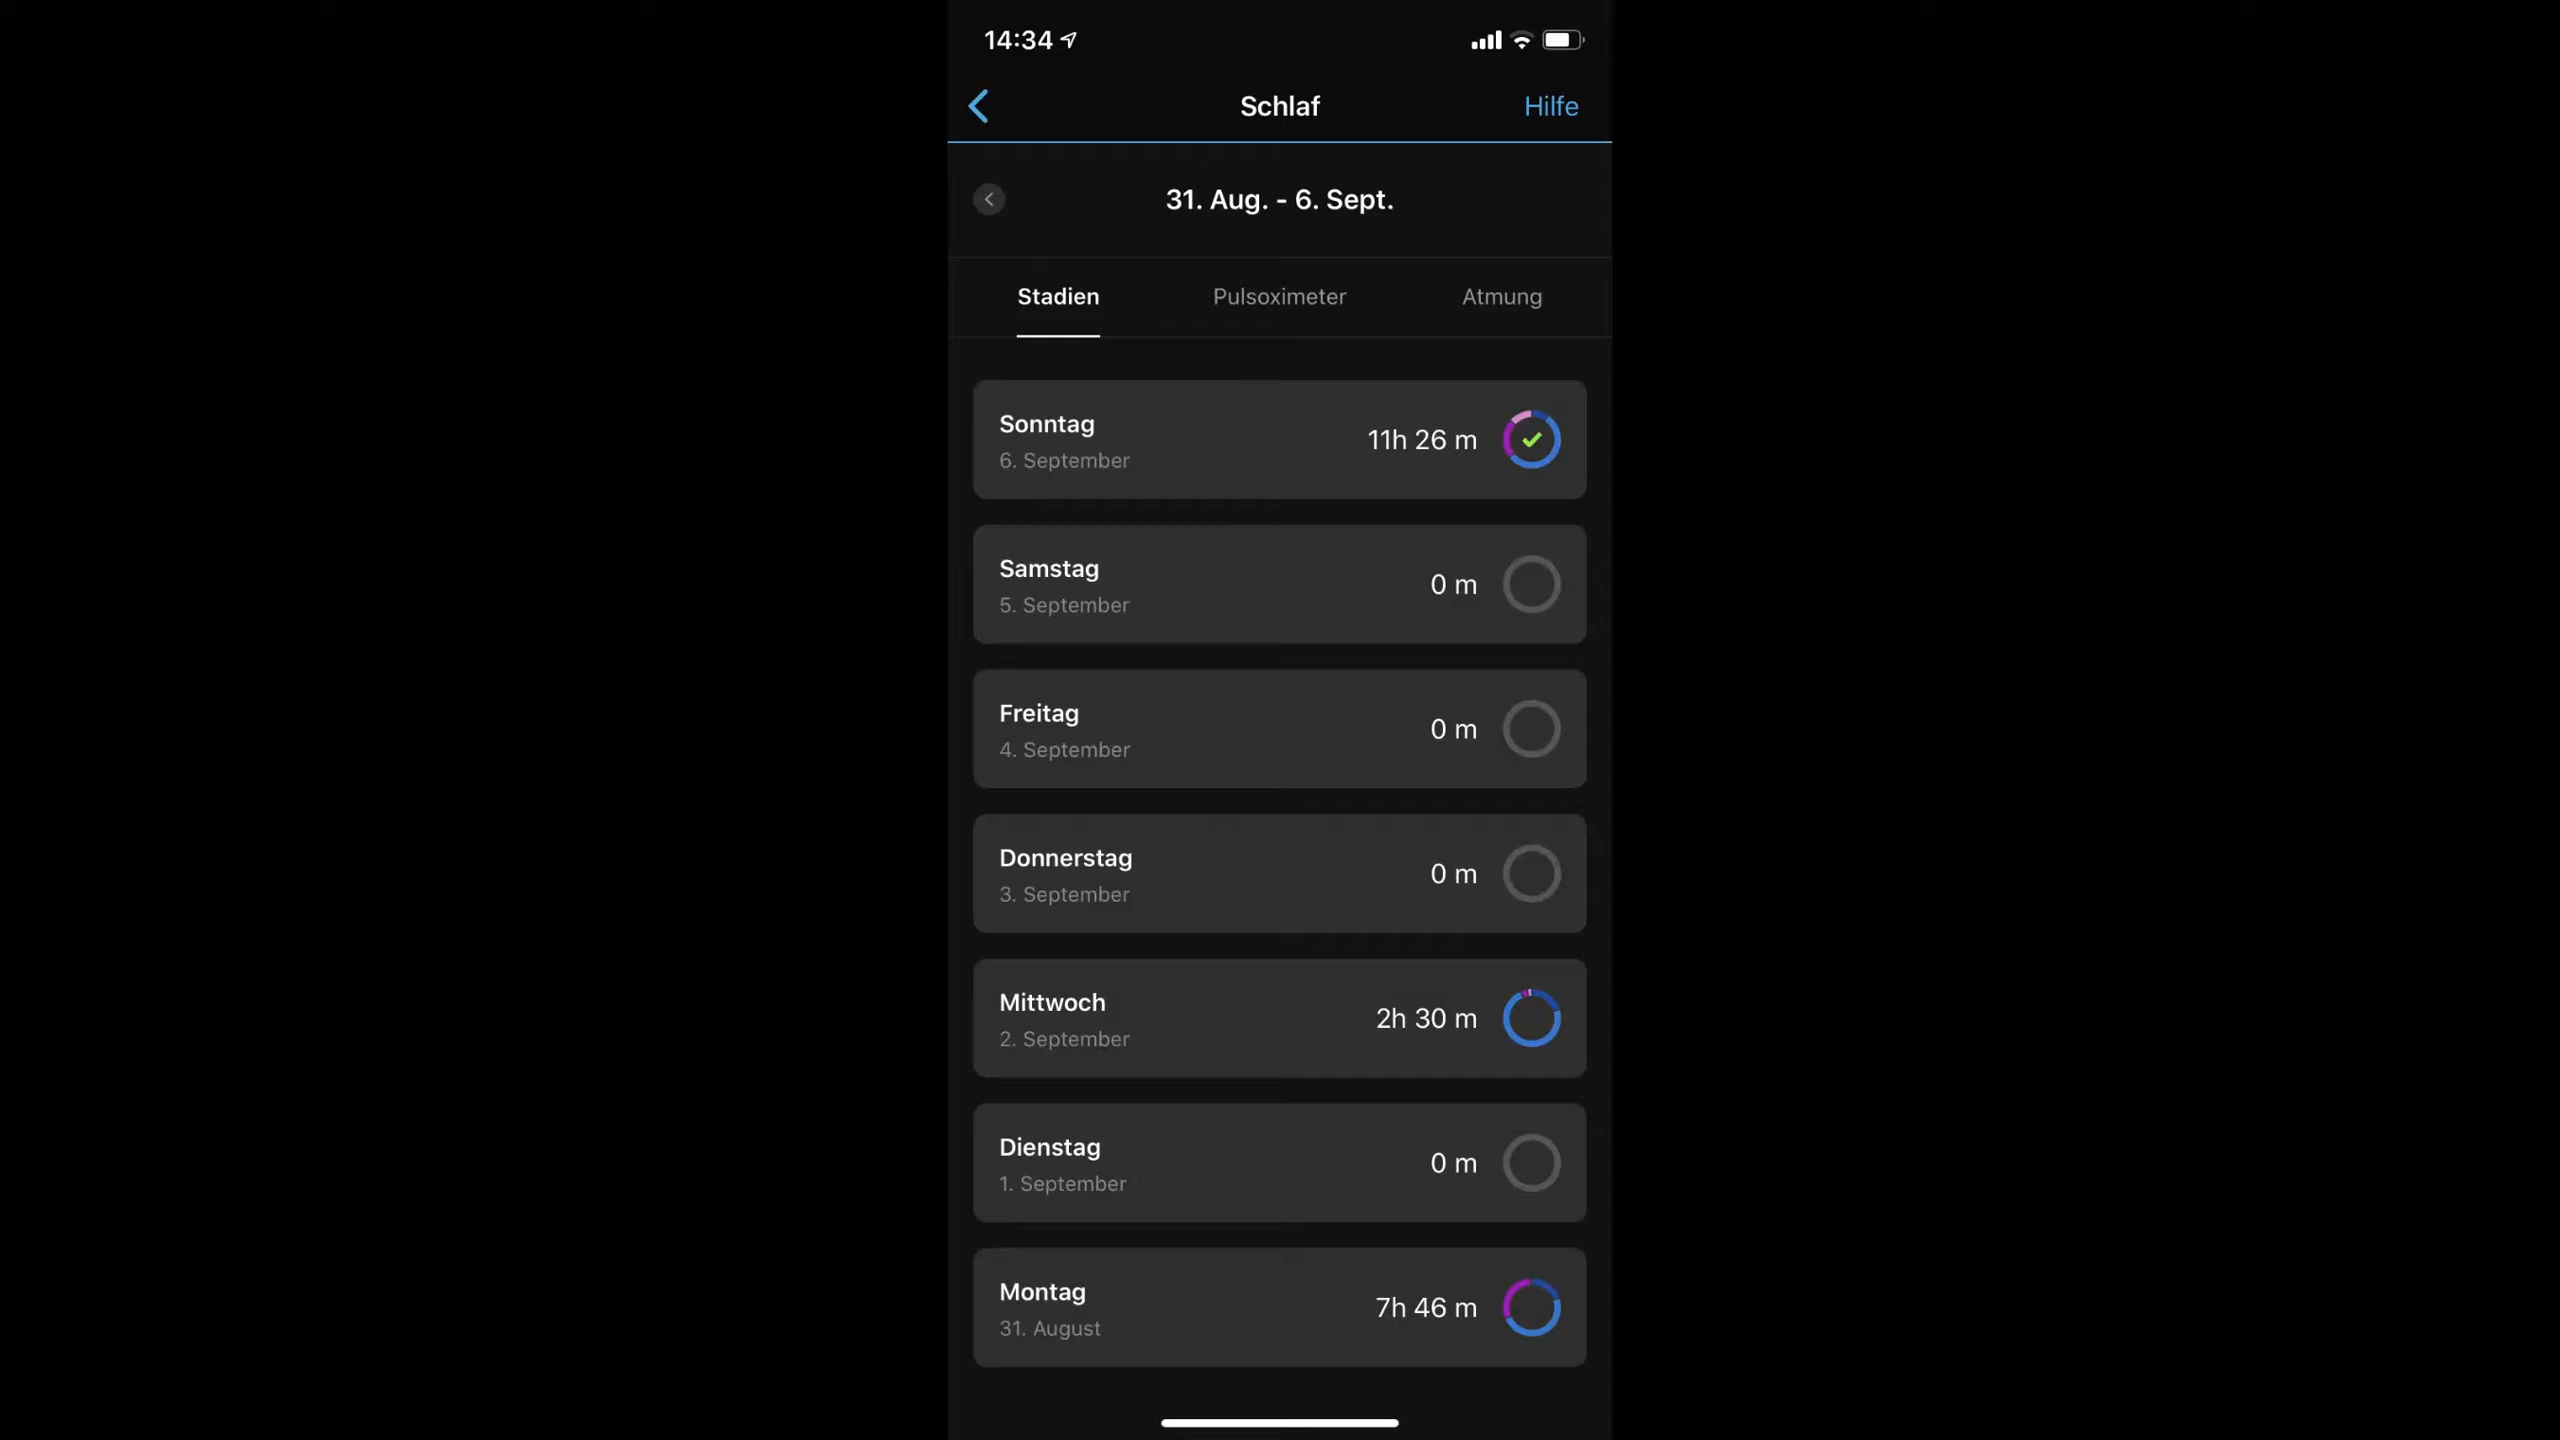 14:34
Schlaf
Hilfe
31. Aug. - 6. Sept.
Stadien
Pulsoximeter
Atmung
Sonntag
6. September
11h 26 m
Samstag
5. September
0 m
Freitag
4. September
0 m
Donnerstag
3. September
0 m
Mittwoch
2. September
2h 30 m
Dienstag
1. September
0 m
Montag
31. August
7h 46 m